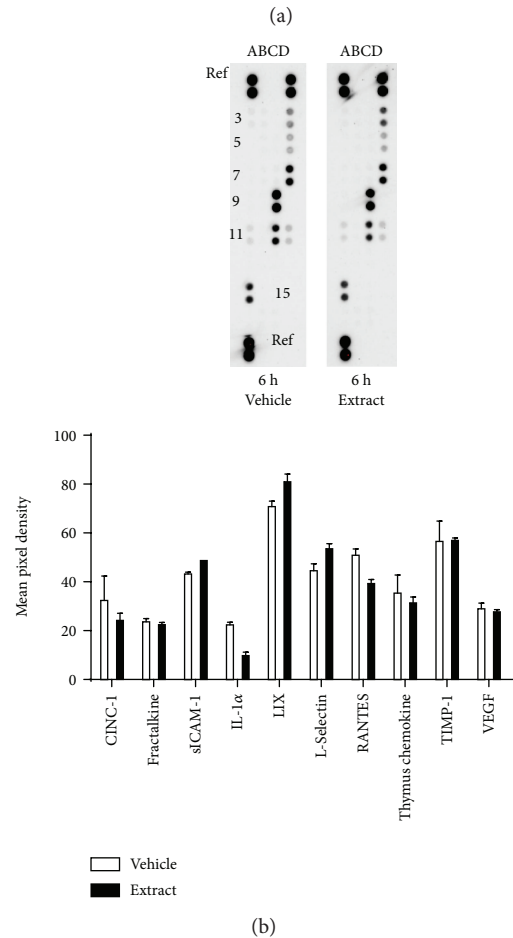 (a)
ABCD ABCD
Ref
3
5
7
9
11
15
Ref
6 h 6 h
Vehicle Extract
100
80
60
40
20
0
Mean pixel density
CINC-1
Fractalkine
sICAM-1
IL-1α
LIX
L-Selectin
RANTES
Thymus chemokine
TIMP-1
VEGF
Vehicle
Extract
(b)